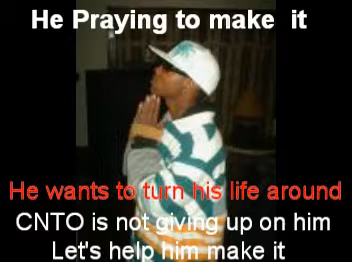 He Praying to make it
He wants to turn his life around
CNTO is not giving up on him
Let's help him make it